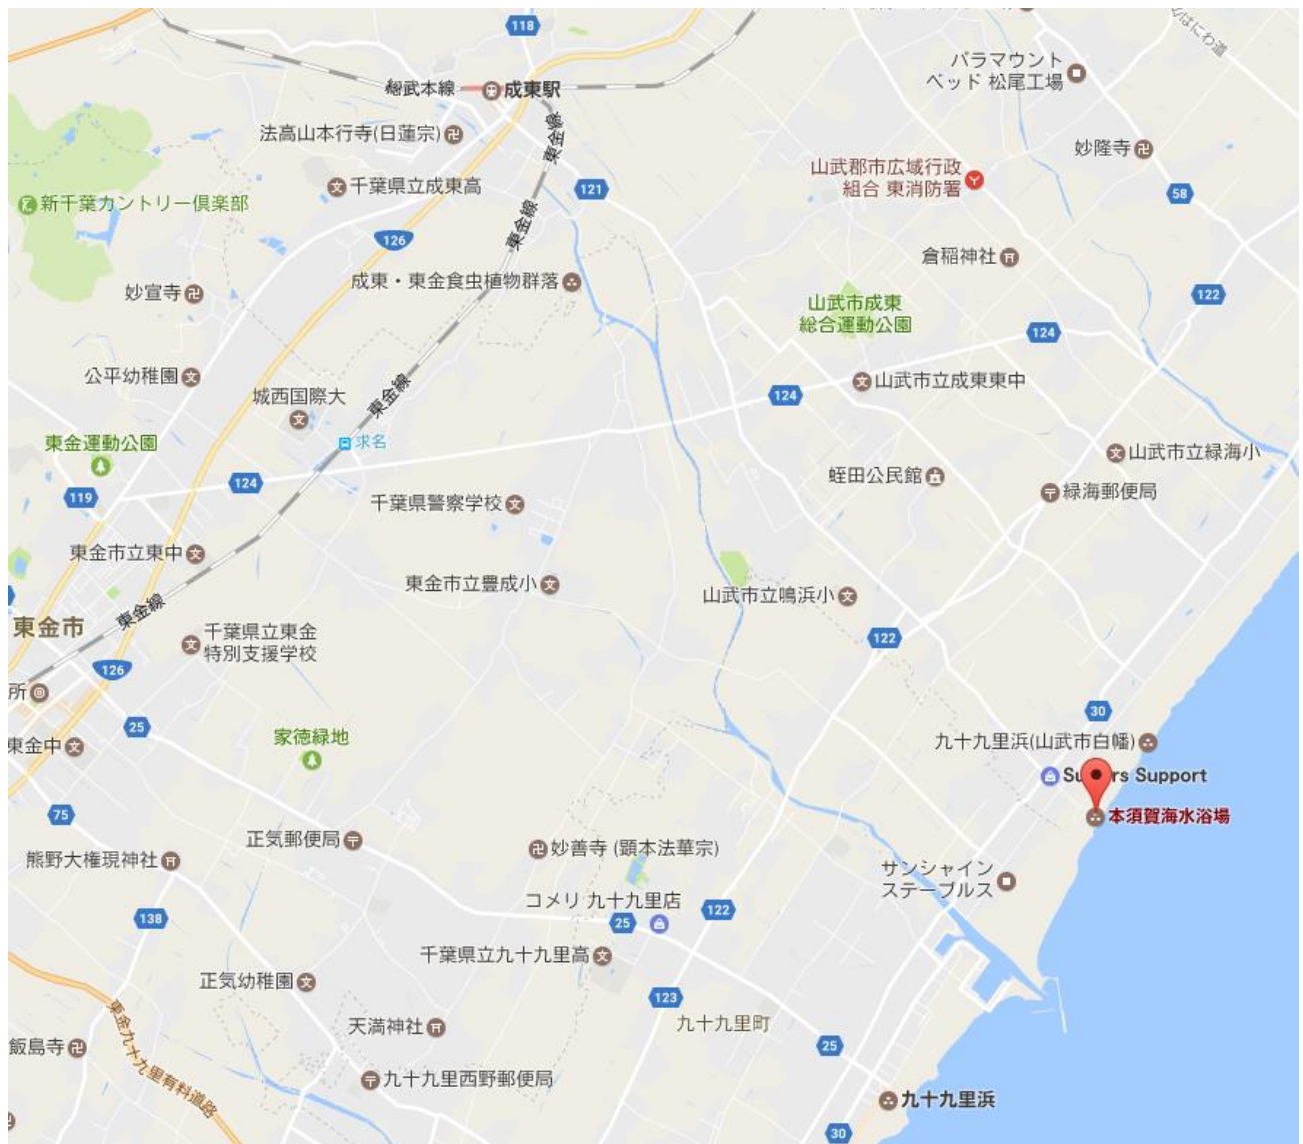 118
くはにわ道
パラマウント
ベッド 松尾工場
総武本線
成東駅
法高山本行寺(日蓮宗)
東金線
妙隆寺
山武郡市広域行政
組合 東消防署
千葉県立成東高
121
58
新千葉カントリー倶楽部
東金線
126
倉稲神社
成東・東金食虫植物群落
妙宣寺
122
山武市成東
総合運動公園
124
公平幼稚園
城西国際大
東金線
124
山武市立成東東中
東金運動公園
求名
山武市立緑海小
124
119
蛭田公民館
緑海郵便局
千葉県警察学校
東金市立東中
東金市立豊成小
山武市立鳴浜小
東金線
東金市
千葉県立東金
特別支援学校
122
126
所
30
25
家徳緑地
東金中
九十九里浜(山武市白幡)
rs Support
75
本須賀海水浴場
正気郵便局
妙善寺 (顕本法華宗)
熊野大権現神社
サンシャイン
ステーブルス
コメリ 九十九里店
122
138
25
千葉県立九十九里高
正気幼稚園
123
九十九里町
天満神社
東金九十九里有料道路
飯島寺
25
九十九里西野郵便局
九十九里浜
30